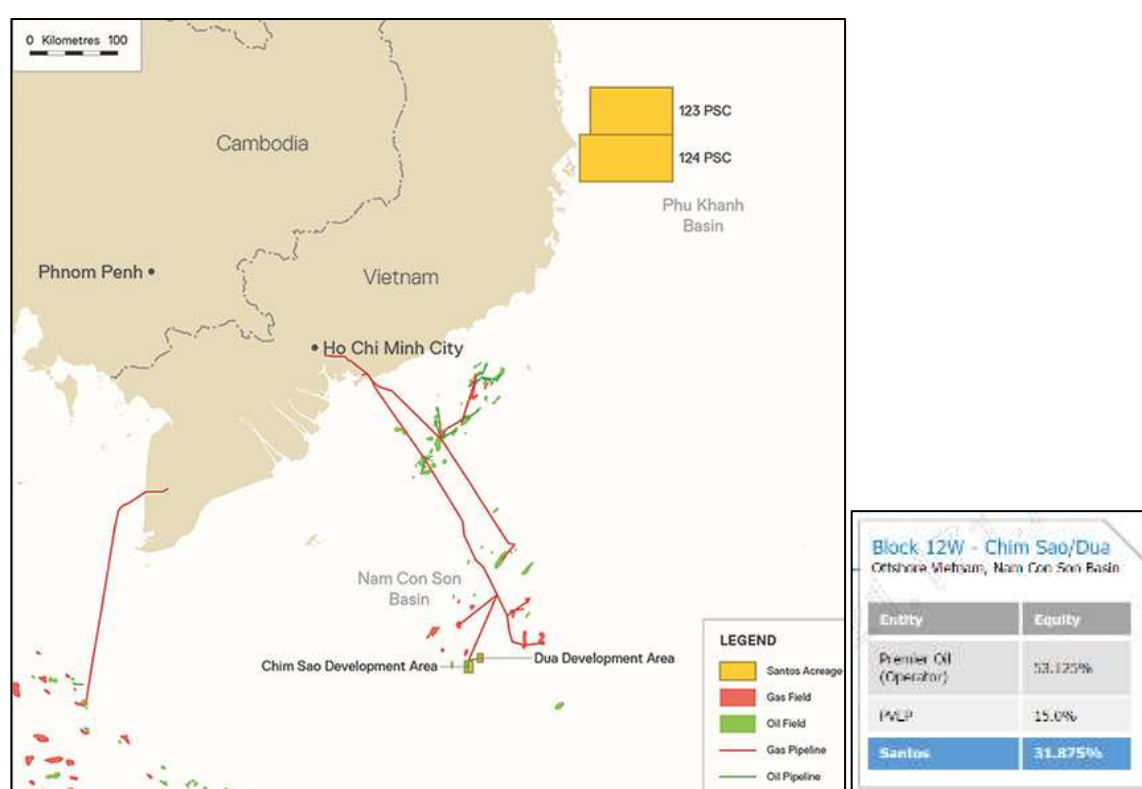 0 Kilometres 100
123 PSC
Cambodia
124 PSC
Phu Khanh
Basin
Phnom Penh
Vietnam
Ho Chi Minh City
Nam Con Son
Basin
Chim Sao Development Area
Dua Development Area
LEGEND
Santos Acreage
Gas Field
Oil Field
Gas Pipeline
Oil Pipeline
Block 12W - Chim Sao/Dua
Offshore Vietnam, Nam Con Son Basin
Entity Equity
Premier Oil
(Operator) 53.125%
PVEP 15.0%
Santos 31.875%